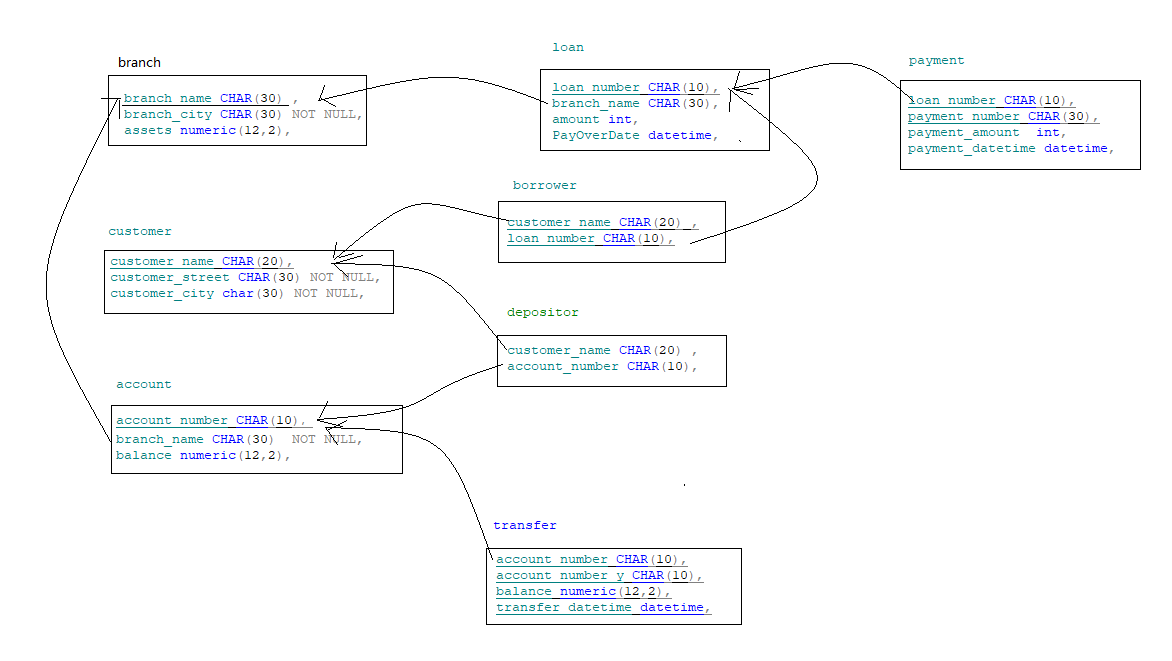 branch
branch_name CHAR(30) ,
branch_city CHAR(30) NOT NULL,
assets numeric(12,2),
loan
loan_number CHAR(10),
branch_name CHAR(30),
amount int,
PayOverDate datetime,
payment
loan_number CHAR(10),
payment_number CHAR(30),
payment_amount int,
payment_datetime datetime,
borrower
customer_name CHAR(20) ,
loan_number CHAR(10),
customer
customer_name CHAR(20),
customer_street CHAR(30) NOT NULL,
customer_city char(30) NOT NULL,
depositor
customer_name CHAR(20) ,
account_number CHAR(10),
account
account_number CHAR(10),
branch_name CHAR(30) NOT NULL,
balance numeric(12,2),
transfer
account_number CHAR(10),
account_number_y CHAR(10),
balance numeric(12,2),
transfer_datetime datetime,